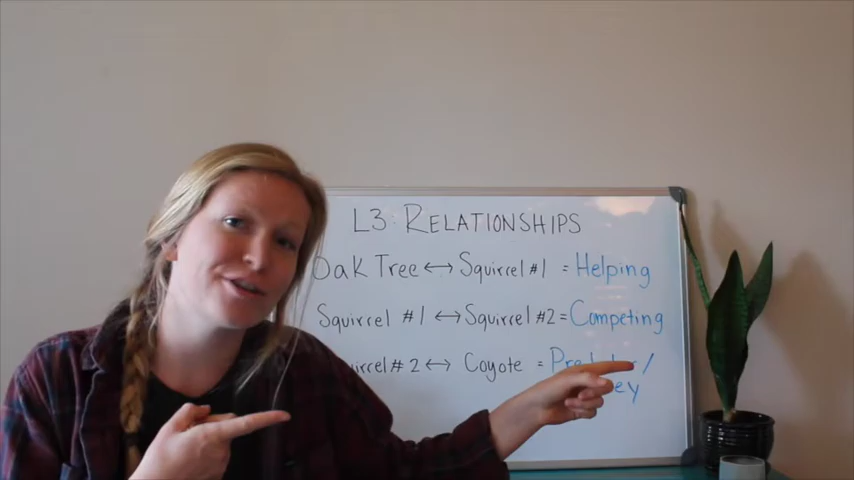 L3: RELATIONSHIPS
Oak Tree ↔ Squirrel #1 = Helping
Squirrel #1 ↔ Squirrel #2 = Competing
#2 ↔ Coyote = /